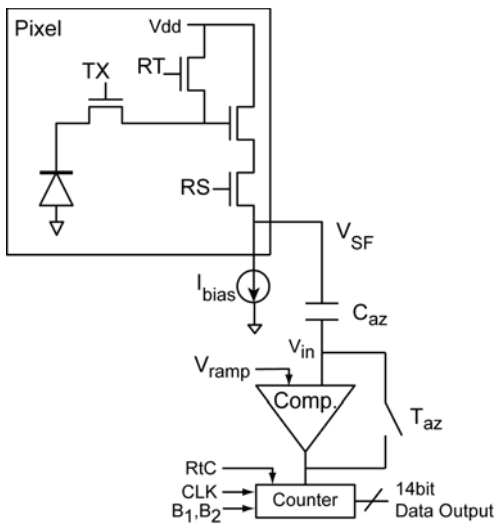 Pixel
Vdd
RT
TX
RS
V_SF
I_bias
C_az
V_in
V_ramp
Comp.
T_az
RtC
CLK
Counter
14bit
B_1,B_2
Data Output